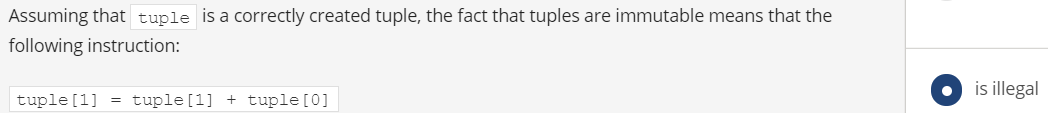 Assuming that tuple is a correctly created tuple, the fact that tuples are immutable means that the
following instruction:
tuple[1] = tuple[1] + tuple[0]
is illegal